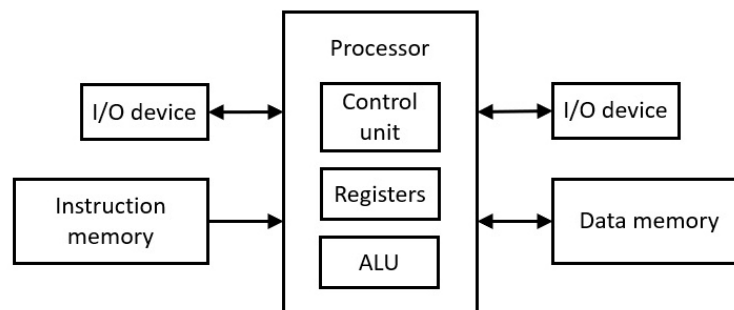 Processor
I/O device
Control
unit
I/O device
Instruction
memory
Registers
Data memory
ALU